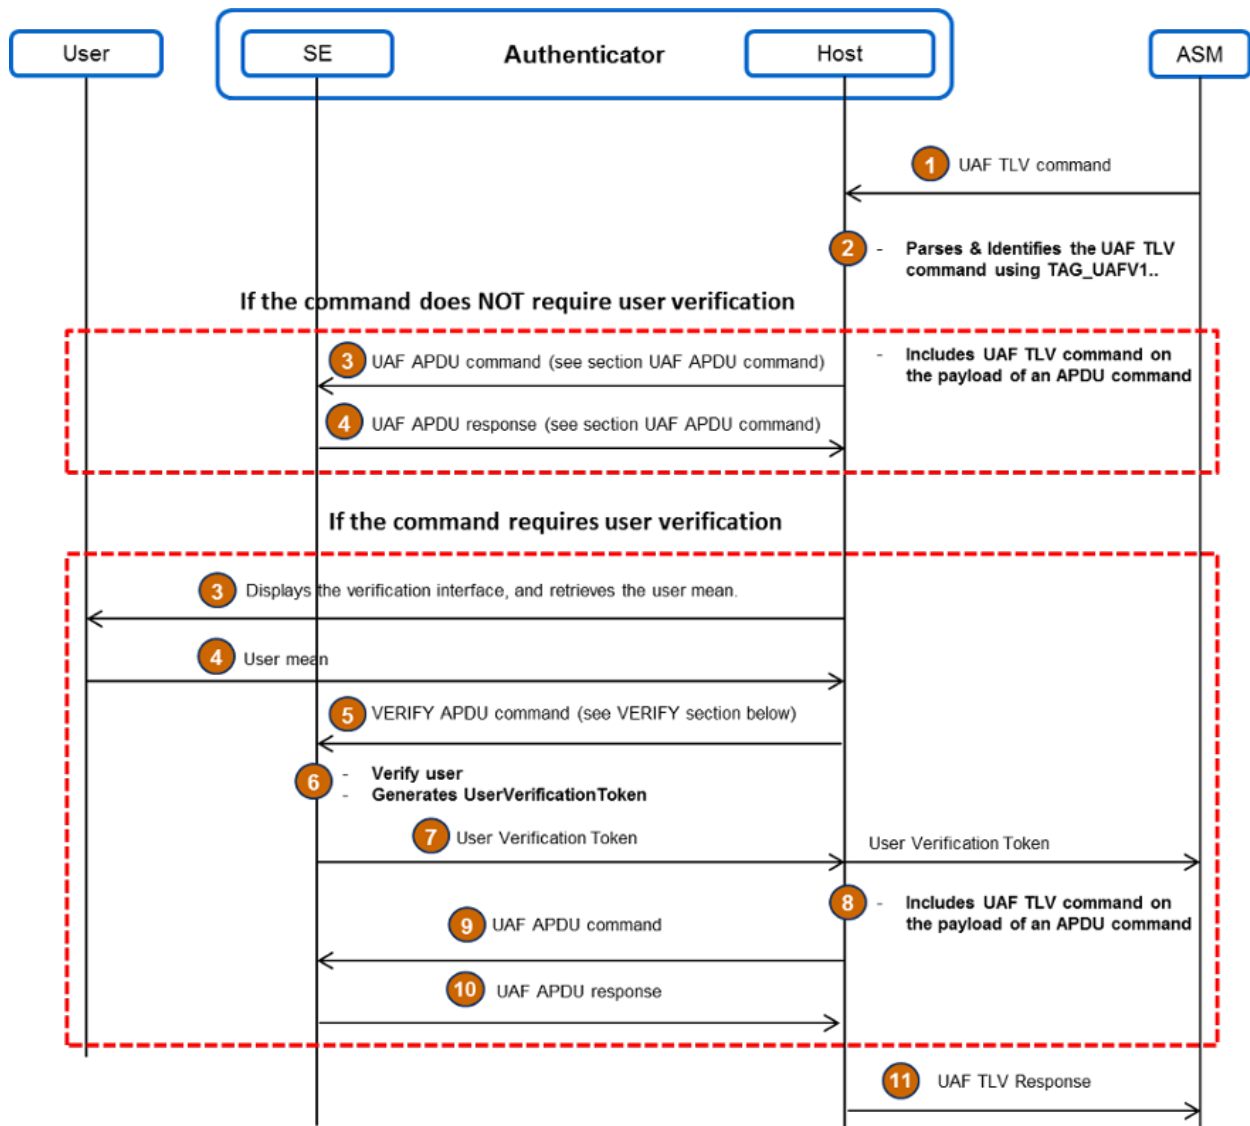 User
SE
Authenticator
Host
ASM
1 UAF TLV command
2 - Parses & Identifies the UAF TLV
command using TAG_UAFV1..
If the command does NOT require user verification
3 UAF APDU command (see section UAF APDU command)
- Includes UAF TLV command on
the payload of an APDU command
4 UAF APDU response (see section UAF APDU command)
If the command requires user verification
3 Displays the verification interface, and retrieves the user mean.
4 User mean
5 VERIFY APDU command (see VERIFY section below)
6 - Verify user
- Generates UserVerificationToken
7 User Verification Token
User Verification Token
8 - Includes UAF TLV command on
the payload of an APDU command
9 UAF APDU command
10 UAF APDU response
11 UAF TLV Response